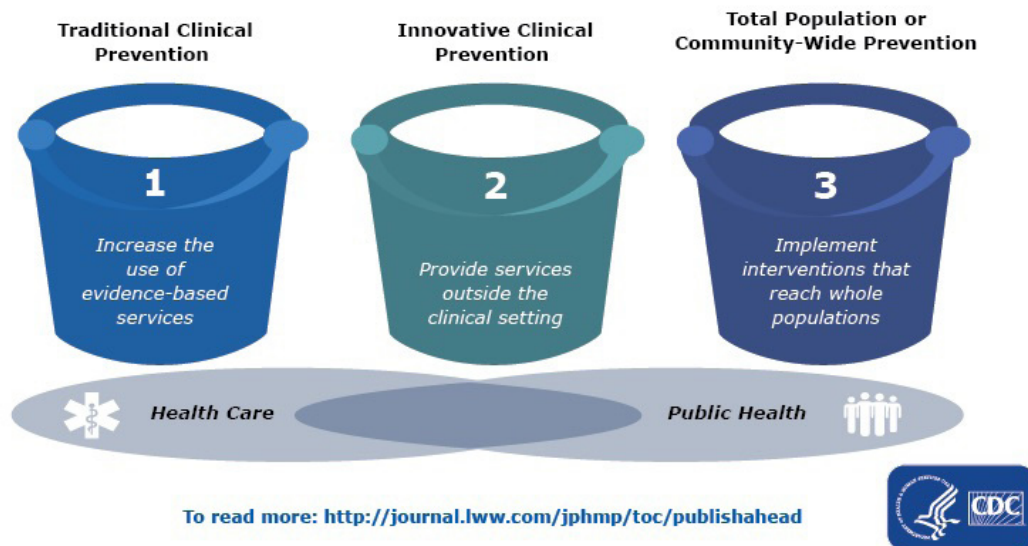 Traditional Clinical
Prevention
Innovative Clinical
Prevention
Total Population or
Community-Wide Prevention
1
Increase the
use of
evidence-based
services
2
Provide services
outside the
clinical setting
3
Implement
interventions that
reach whole
populations
Health Care
Public Health
To read more: http://journal.lww.com/jphmp/toc/publishahead
CDC